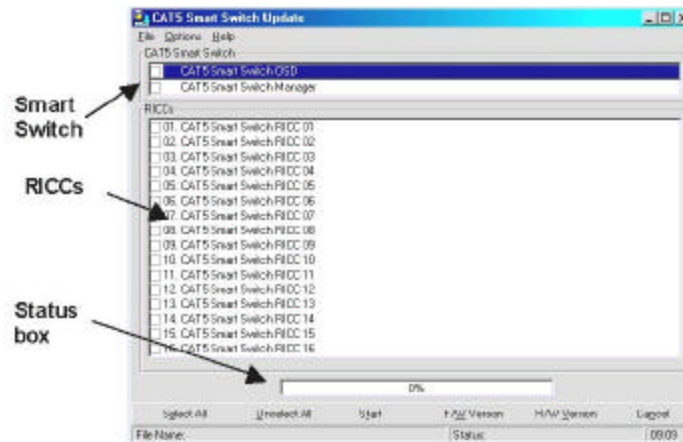 CAT5 Smart Switch Update
File Options Help
CAT5 Smart Switch
CAT5 Smart Switch OSD
CAT5 Smart Switch Manager
Smart Switch
RICCs
01. CAT5 Smart Switch RICC 01
02. CAT5 Smart Switch RICC 02
03. CAT5 Smart Switch RICC 03
04. CAT5 Smart Switch RICC 04
05. CAT5 Smart Switch RICC 05
06. CAT5 Smart Switch RICC 06
07. CAT5 Smart Switch RICC 07
08. CAT5 Smart Switch RICC 08
09. CAT5 Smart Switch RICC 09
10. CAT5 Smart Switch RICC 10
11. CAT5 Smart Switch RICC 11
12. CAT5 Smart Switch RICC 12
13. CAT5 Smart Switch RICC 13
14. CAT5 Smart Switch RICC 14
15. CAT5 Smart Switch RICC 15
16. CAT5 Smart Switch RICC 16
RICCs
Status box
0%
Select All Unselect All Start F/W Version H/W Version Cancel
File Name: Status: 09:09